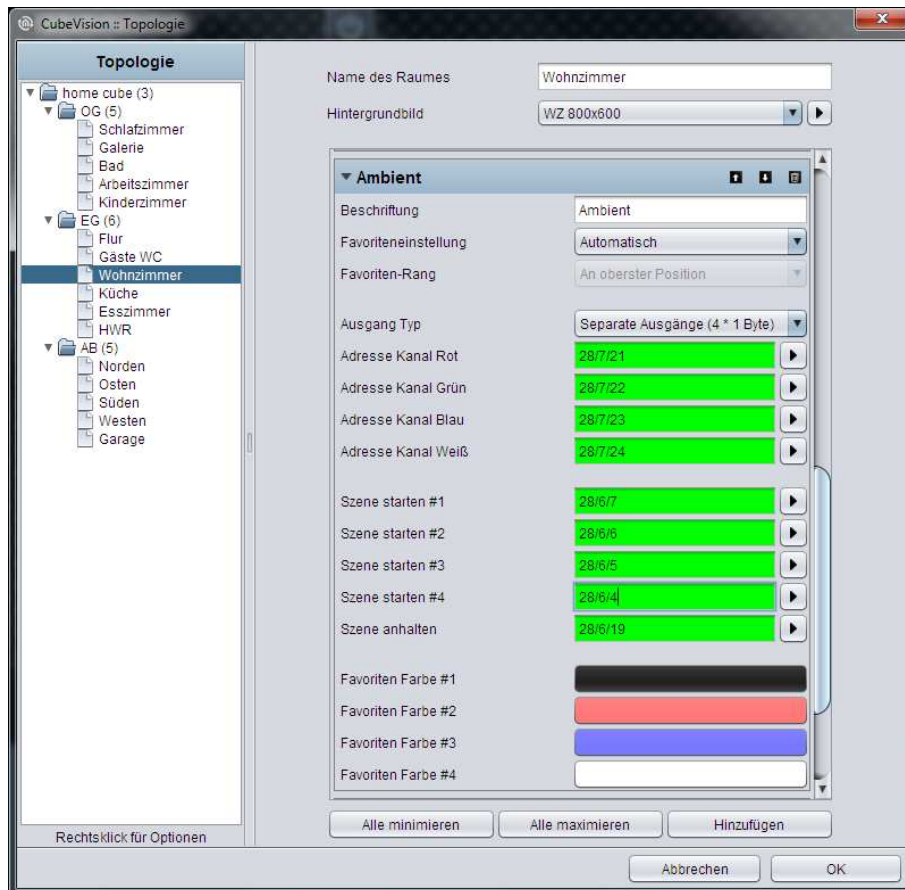 CubeVision :: Topologie
Topologie
home cube (3)
OG (5)
Schlafzimmer
Galerie
Bad
Arbeitszimmer
Kinderzimmer
EG (6)
Flur
Gäste WC
Wohnzimmer
Küche
Esszimmer
HWR
AB (5)
Norden
Osten
Süden
Westen
Garage
Rechtsklick für Optionen
Name des Raumes Wohnzimmer
Hintergrundbild WZ 800x600
Ambient
Beschriftung Ambient
Favoriteneinstellung Automatisch
Favoriten-Rang An oberster Position
Ausgang Typ Separate Ausgänge (4 * 1 Byte)
Adresse Kanal Rot 28/7/21
Adresse Kanal Grün 28/7/22
Adresse Kanal Blau 28/7/23
Adresse Kanal Weiß 28/7/24
Szene starten #1 28/6/7
Szene starten #2 28/6/6
Szene starten #3 28/6/5
Szene starten #4 28/6/4
Szene anhalten 28/6/19
Favoriten Farbe #1
Favoriten Farbe #2
Favoriten Farbe #3
Favoriten Farbe #4
Alle minimieren Alle maximieren Hinzufügen
Abbrechen OK